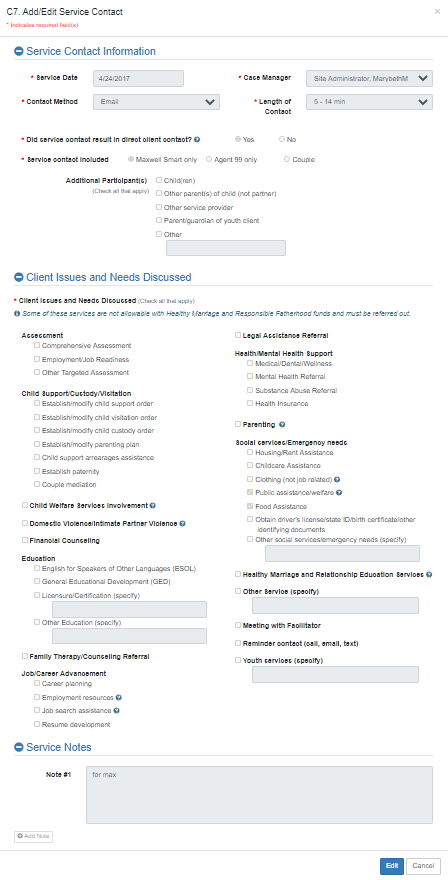 C7. Add/Edit Service Contact
×
* Indicates required field(s)
Service Contact Information
* Service Date 4/24/2017 * Case Manager Site Administrator, MarybethM
* Contact Method Email * Length of Contact 5 - 14 min
* Did service contact result in direct client contact? Yes No
* Service contact included Maxwell Smart only Agent 99 only Couple
Additional Participant(s)
(Check all that apply)
Child(ren)
Other parent(s) of child (not partner)
Other service provider
Parent/guardian of youth client
Other
Client Issues and Needs Discussed
* Client Issues and Needs Discussed (Check all that apply)
Some of these services are not allowable with Healthy Marriage and Responsible Fatherhood funds and must be referred out.
Assessment
Comprehensive Assessment
Employment/Job Readiness
Other Targeted Assessment
Child Support/Custody/Visitation
Establish/modify child support order
Establish/modify child visitation order
Establish/modify child custody order
Establish/modify parenting plan
Child support arrearages assistance
Establish paternity
Couple mediation
Child Welfare Services Involvement
Domestic Violence/Intimate Partner Violence
Financial Counseling
Education
English for Speakers of Other Languages (ESOL)
General Educational Development (GED)
Licensure/Certification (specify)
Other Education (specify)
Family Therapy/Counseling Referral
Job/Career Advancement
Career planning
Employment resources
Job search assistance
Resume development
Legal Assistance Referral
Health/Mental Health Support
Medical/Dental/Wellness
Mental Health Referral
Substance Abuse Referral
Health Insurance
Parenting
Social services/Emergency needs
Housing/Rent Assistance
Childcare Assistance
Clothing (not job related)
Public assistance/welfare
Food Assistance
Obtain driver's license/state ID/birth certificate/other
identifying documents
Other social services/emergency needs (specify)
Healthy Marriage and Relationship Education Services
Other Service (specify)
Meeting with Facilitator
Reminder contact (call, email, text)
Youth services (specify)
Service Notes
Note #1 for max
Add Note
Edit Cancel